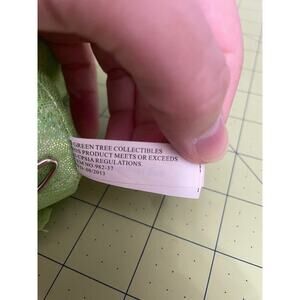 GREEN TREE COLLECTIBLES
PRODUCT MEETS OR EXCEEDS
CPSIA REGULATIONS.
NO.982-37
08/2013